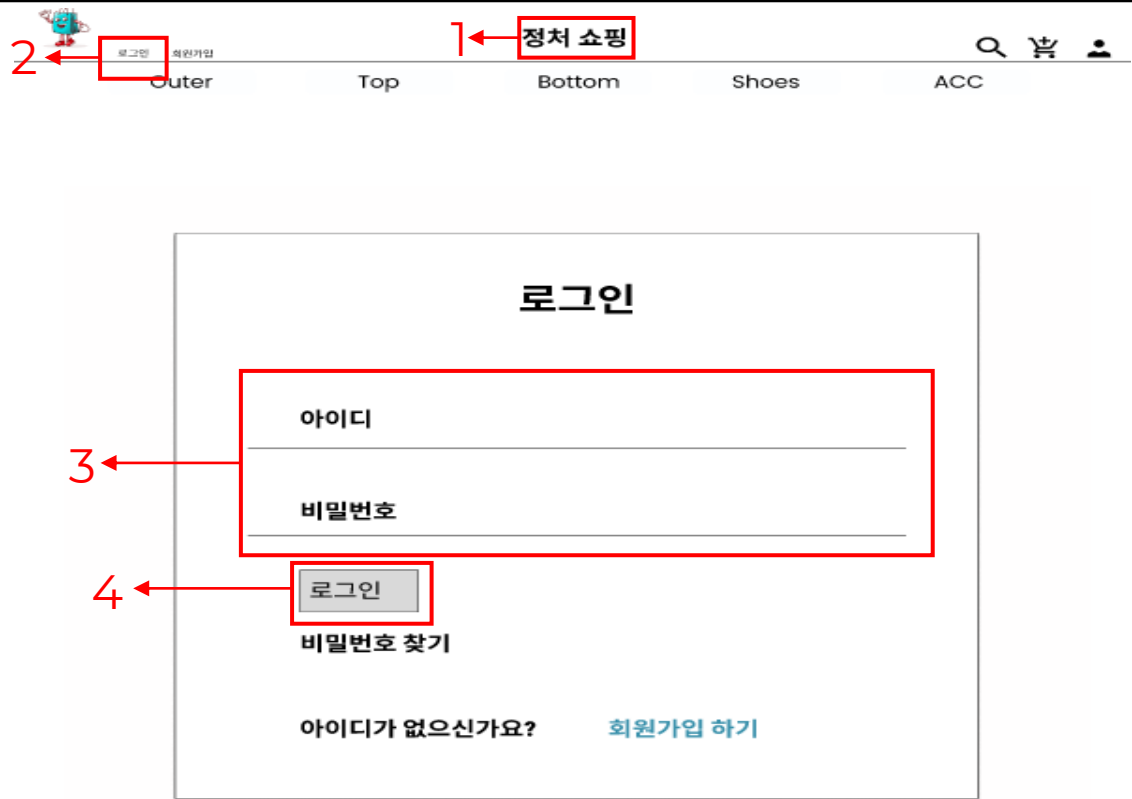 1 정처 쇼핑
2 로그인 회원가입
Outer Top Bottom Shoes ACC
로그인
아이디
3
비밀번호
4 로그인
비밀번호 찾기
아이디가 없으신가요? 회원가입 하기